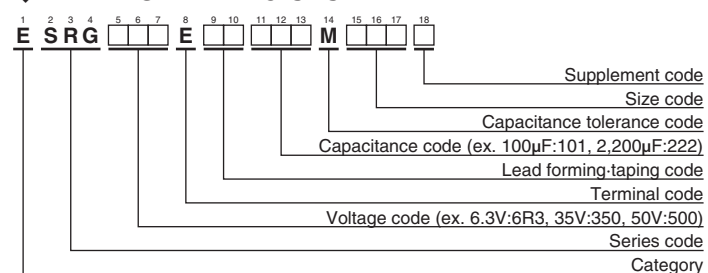 1 2 3 4 5 6 7 8 9 10 11 12 13 14 15 16 17 18
E S R G E M
Supplement code
Size code
Capacitance tolerance code
Capacitance code (ex. 100µF:101, 2,200µF:222)
Lead forming·taping code
Terminal code
Voltage code (ex. 6.3V:6R3, 35V:350, 50V:500)
Series code
Category